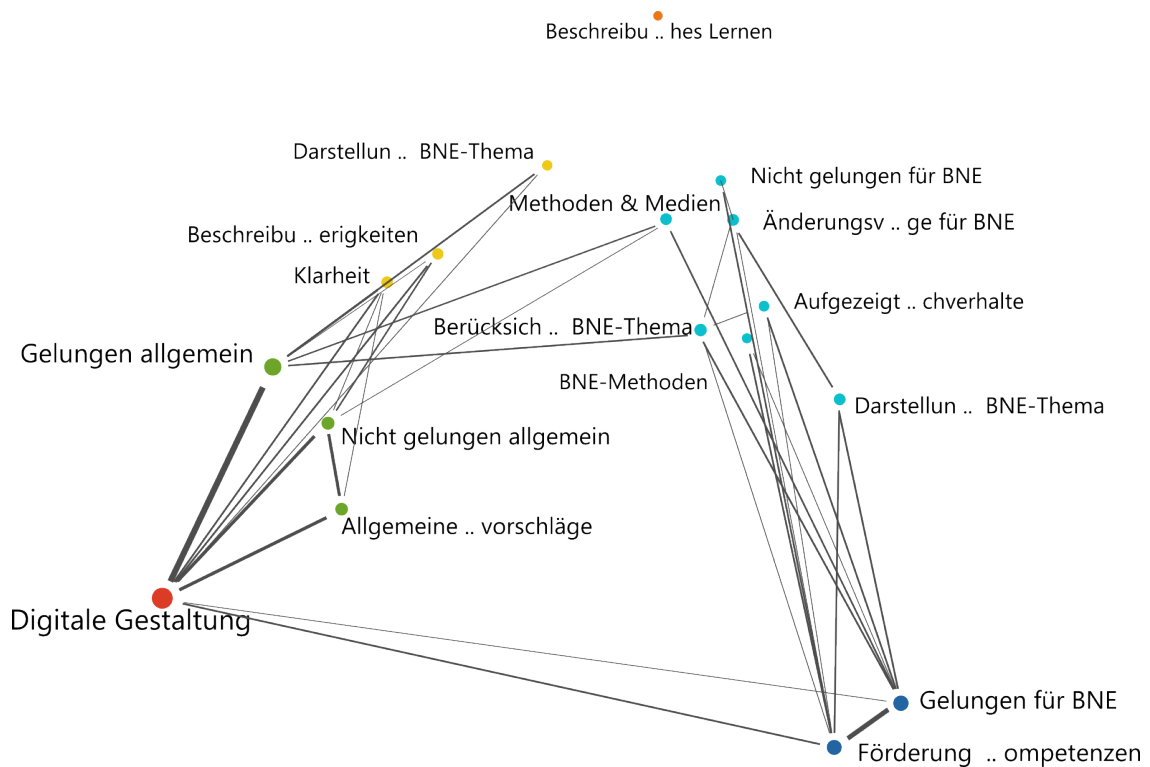 Beschreibu .. hes Lernen
Darstellun .. BNE-Thema
Nicht gelungen für BNE
Methoden & Medien
Änderungsv .. ge für BNE
Beschreibu .. erigkeiten
Klarheit
Aufgezeigt .. chverhalte
Berücksich .. BNE-Thema
Gelungen allgemein
BNE-Methoden
Darstellun .. BNE-Thema
Nicht gelungen allgemein
Allgemeine .. vorschläge
Digitale Gestaltung
Gelungen für BNE
Förderung .. ompetenzen